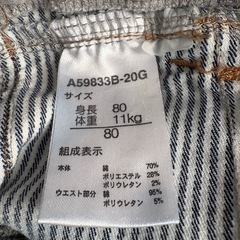 A59833B-20G
サイズ
身長 80
体重 11kg
80
組成表示
本体 綿 70%
ポリエステル 28%
ポリウレタン 2%
ウエスト部分 綿 95%
ポリウレタン 5%